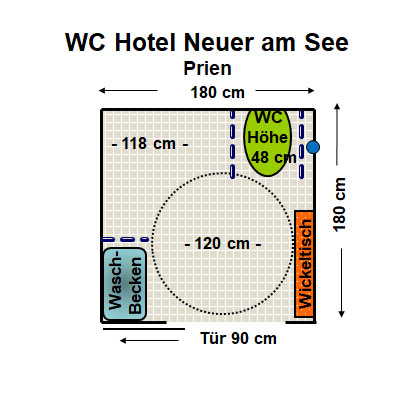 WC Hotel Neuer am See
Prien
180 cm
WC
Höhe
48 cm
- 118 cm -
180 cm
- 120 cm -
Wickeltisch
Wasch-
Becken
Tür 90 cm